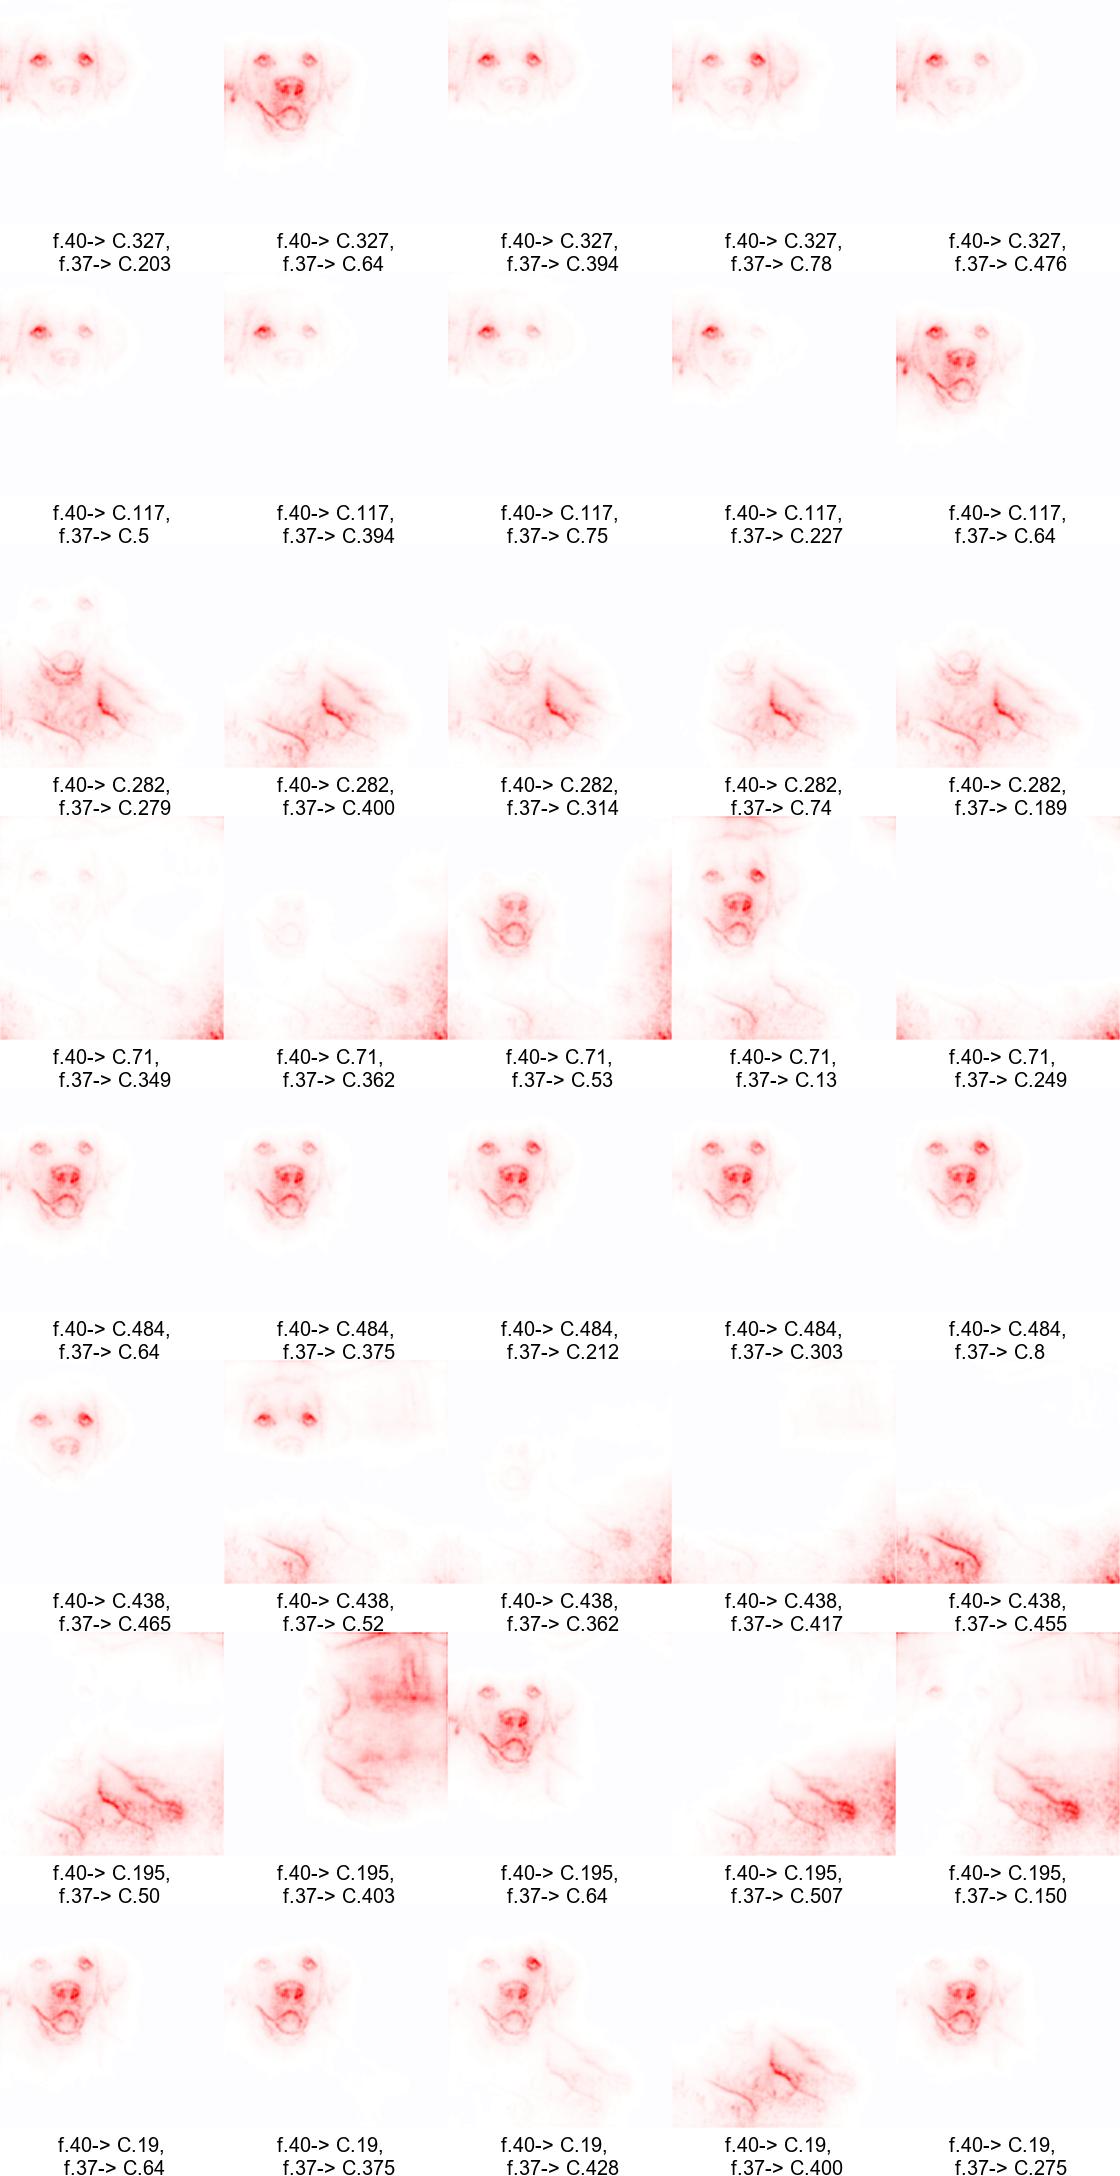 f.40-> C.327, f.40-> C.327, f.40-> C.327, f.40-> C.327, f.40-> C.327,
f.37-> C.203 f.37-> C.64 f.37-> C.394 f.37-> C.78 f.37-> C.476
f.40-> C.117, f.40-> C.117, f.40-> C.117, f.40-> C.117, f.40-> C.117,
f.37-> C.5 f.37-> C.394 f.37-> C.75 f.37-> C.227 f.37-> C.64
f.40-> C.282, f.40-> C.282, f.40-> C.282, f.40-> C.282, f.40-> C.282,
f.37-> C.279 f.37-> C.400 f.37-> C.314 f.37-> C.74 f.37-> C.189
f.40-> C.71, f.40-> C.71, f.40-> C.71, f.40-> C.71, f.40-> C.71,
f.37-> C.349 f.37-> C.362 f.37-> C.53 f.37-> C.13 f.37-> C.249
f.40-> C.484, f.40-> C.484, f.40-> C.484, f.40-> C.484, f.40-> C.484,
f.37-> C.64 f.37-> C.375 f.37-> C.212 f.37-> C.303 f.37-> C.8
f.40-> C.438, f.40-> C.438, f.40-> C.438, f.40-> C.438, f.40-> C.438,
f.37-> C.465 f.37-> C.52 f.37-> C.362 f.37-> C.417 f.37-> C.455
f.40-> C.195, f.40-> C.195, f.40-> C.195, f.40-> C.195, f.40-> C.195,
f.37-> C.50 f.37-> C.403 f.37-> C.64 f.37-> C.507 f.37-> C.150
f.40-> C.19, f.40-> C.19, f.40-> C.19, f.40-> C.19, f.40-> C.19,
f.37-> C.64 f.37-> C.375 f.37-> C.428 f.37-> C.400 f.37-> C.275